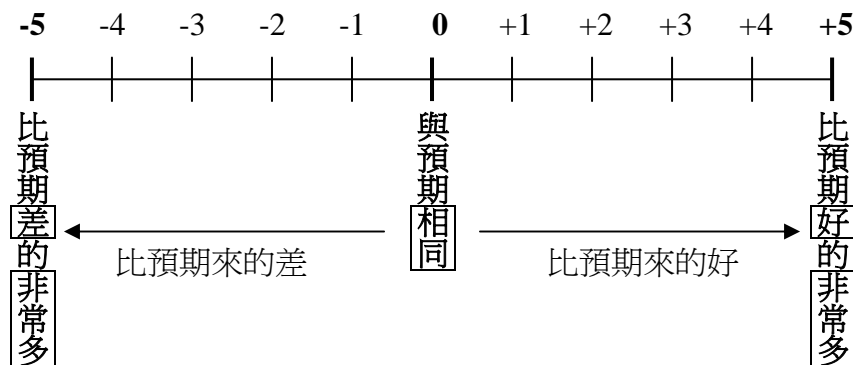 -5 -4 -3 -2 -1 0 +1 +2 +3 +4 +5
比預期差的非常多
與預期相同
比預期好的非常多
比預期來的差
比預期來的好